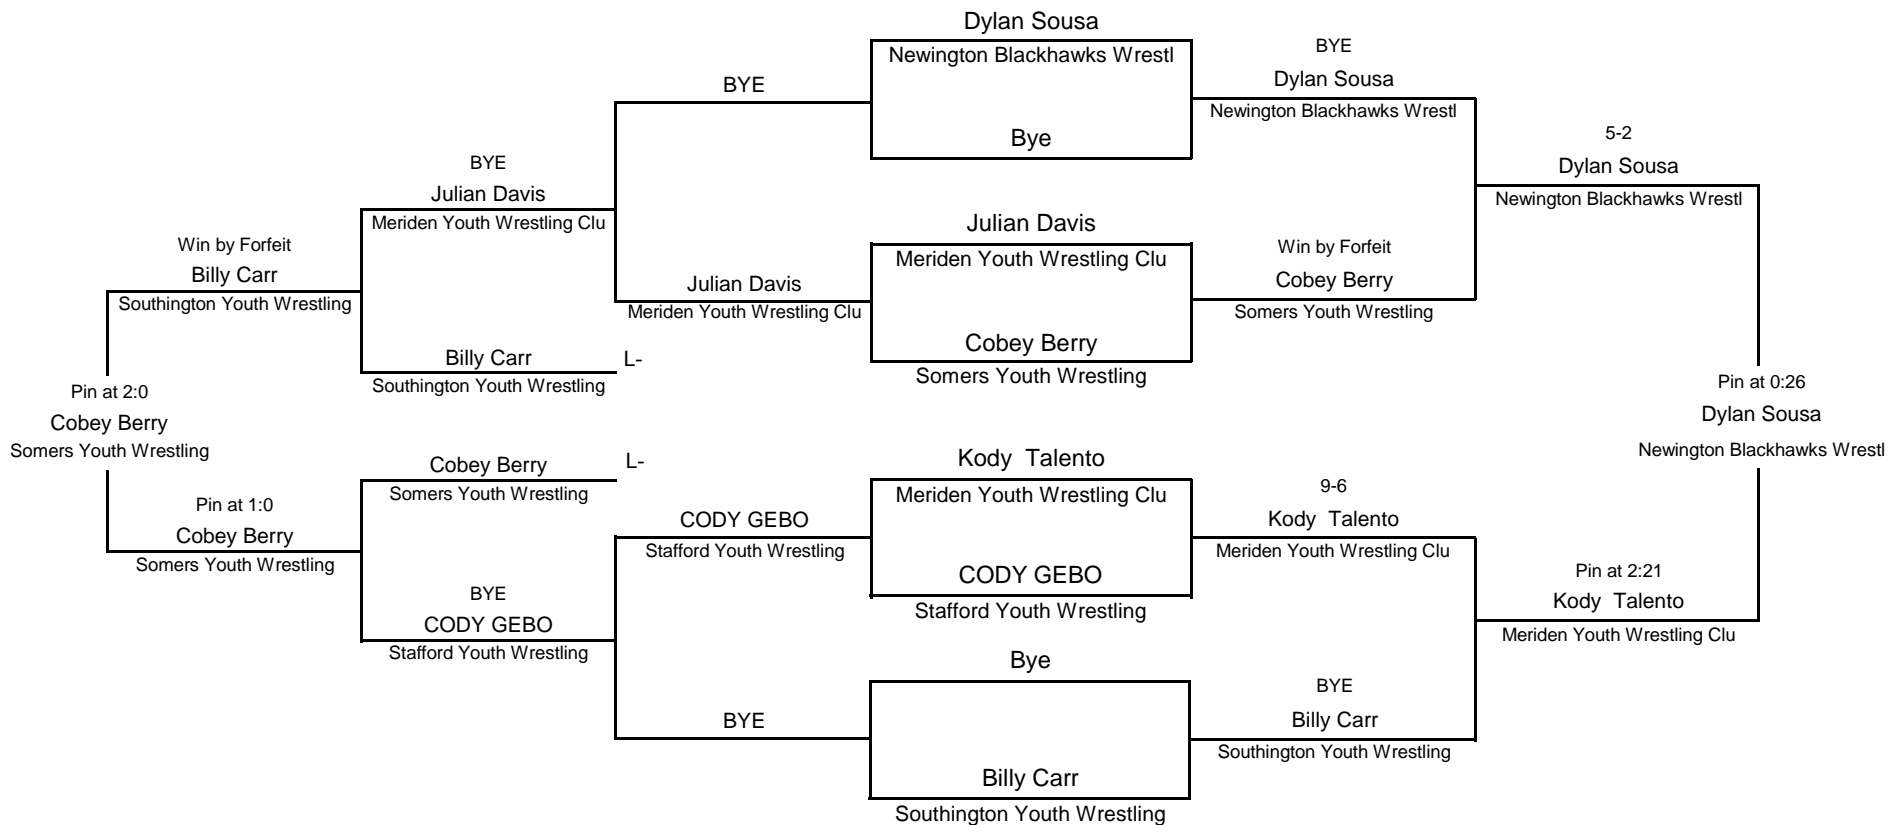 Dylan Sousa
Newington Blackhawks Wrestl
Bye
Julian Davis
Meriden Youth Wrestling Clu
Cobey Berry
Somers Youth Wrestling
Kody  Talento
Meriden Youth Wrestling Clu
CODY GEBO
Stafford Youth Wrestling
Bye
Billy Carr
Southington Youth Wrestling
BYE
Dylan Sousa
Newington Blackhawks Wrestl
Win by Forfeit
Cobey Berry
Somers Youth Wrestling
9-6
Kody  Talento
Meriden Youth Wrestling Clu
BYE
Billy Carr
Southington Youth Wrestling
5-2
Dylan Sousa
Newington Blackhawks Wrestl
Pin at 2:21
Kody  Talento
Meriden Youth Wrestling Clu
Pin at 0:26
Dylan Sousa
Newington Blackhawks Wrestl
BYE
Julian Davis
Meriden Youth Wrestling Clu
CODY GEBO
Stafford Youth Wrestling
BYE
BYE
Julian Davis
Meriden Youth Wrestling Clu
Billy Carr
L-
Southington Youth Wrestling
Cobey Berry
L-
Somers Youth Wrestling
BYE
CODY GEBO
Stafford Youth Wrestling
Win by Forfeit
Billy Carr
Southington Youth Wrestling
Pin at 1:0
Cobey Berry
Somers Youth Wrestling
Pin at 2:0
Cobey Berry
Somers Youth Wrestling